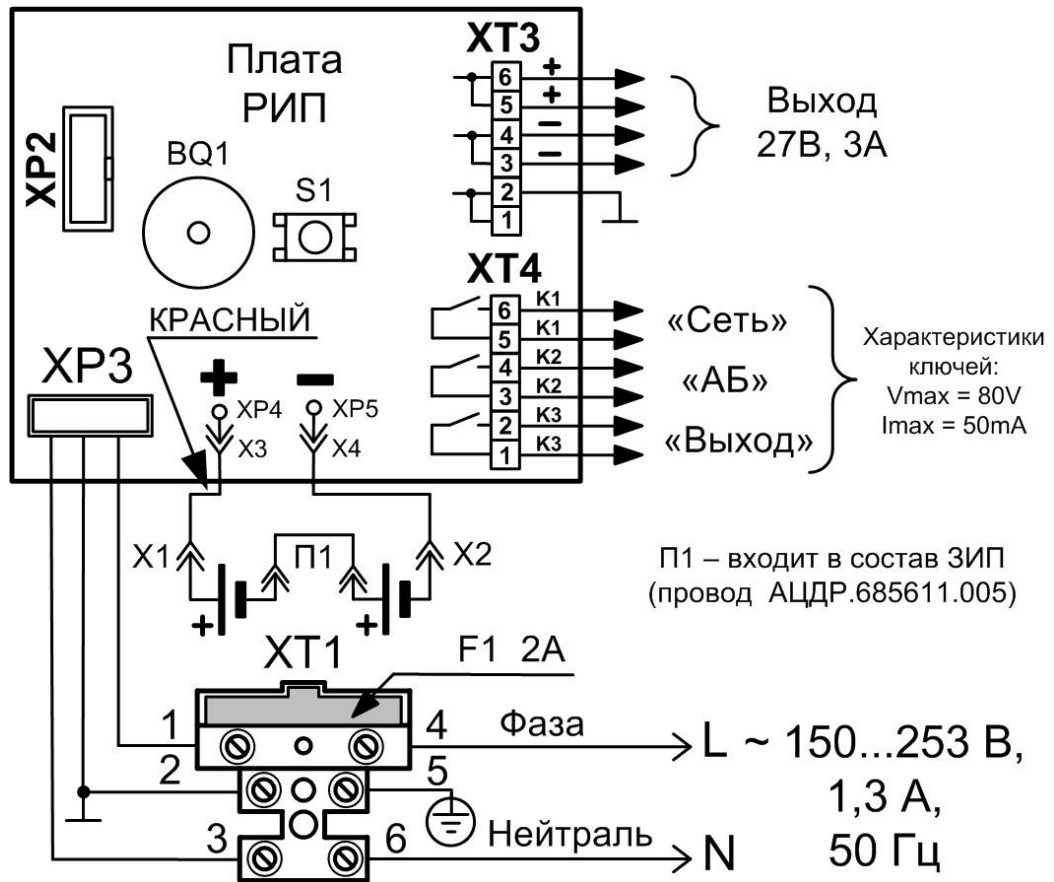 Плата
РИП
XP2
BQ1
S1
XT3
6 +
5 +
4 –
3 –
2
1
Выход
27В, 3А
XT4
6 K1
5 K1
4 K2
3 K2
2 K3
1 K3
«Сеть»
«АБ»
«Выход»
Характеристики
ключей:
Vmax = 80V
Imax = 50mA
КРАСНЫЙ
XP3
+ –
XP4 XP5
X3 X4
X1 П1 X2
+ +
П1 – входит в состав ЗИП
(провод АЦДР.685611.005)
XT1 F1 2А
1 4 Фаза L ~ 150...253 В,
2 5 1,3 А,
3 6 Нейтраль N 50 Гц